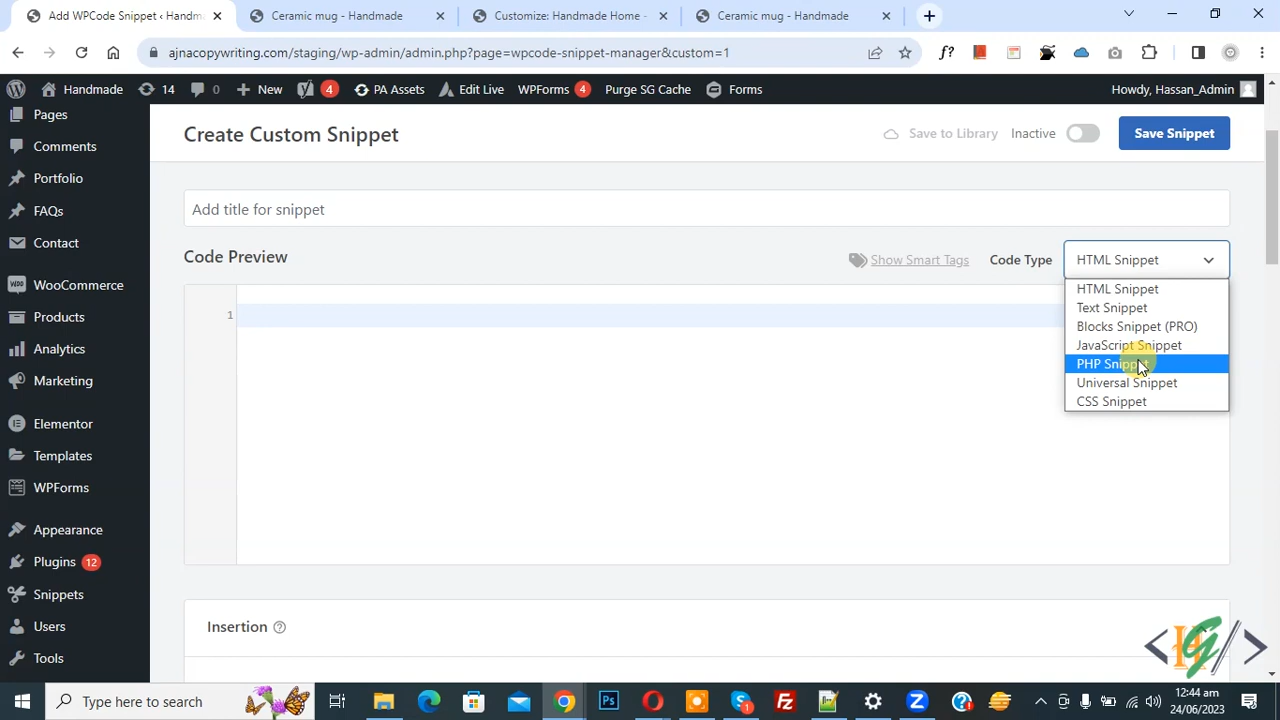 Add WPCode Snippet ‹ Handm
Ceramic mug - Handmade
Customize: Handmade Home -
Ceramic mug - Handmade
ajnacopywriting.com/staging/wp-admin/admin.php?page=wpcode-snippet-manager&custom=1
f?
Handmade
14
0
New
4
PA Assets
Edit Live
WPForms 4
Purge SG Cache
Forms
Howdy, Hassan_Admin
Pages
Comments
Portfolio
FAQs
Contact
WooCommerce
Products
Analytics
Marketing
Elementor
Templates
WPForms
Appearance
Plugins 12
Snippets
Users
Tools
Create Custom Snippet
Save to Library
Inactive
Save Snippet
Add title for snippet
Code Preview
Show Smart Tags
Code Type
HTML Snippet
HTML Snippet
Text Snippet
Blocks Snippet (PRO)
JavaScript Snippet
PHP Snippet
Universal Snippet
CSS Snippet
1
Insertion
Type here to search
12:44 am
24/06/2023